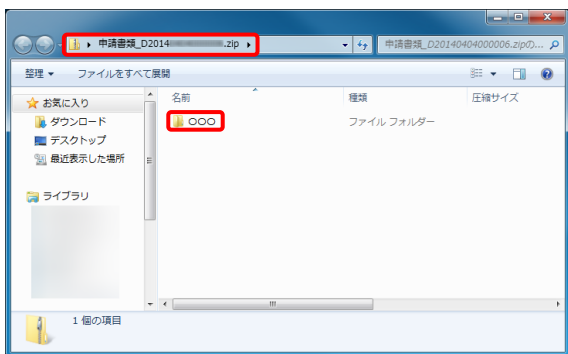 申請書類_D2014 .zip
申請書類_D20140404000006.zipの...
整理 ファイルをすべて展開
お気に入り
ダウンロード
デスクトップ
最近表示した場所
ライブラリ
名前 種類 圧縮サイズ
○○○ ファイル フォルダー
1 個の項目